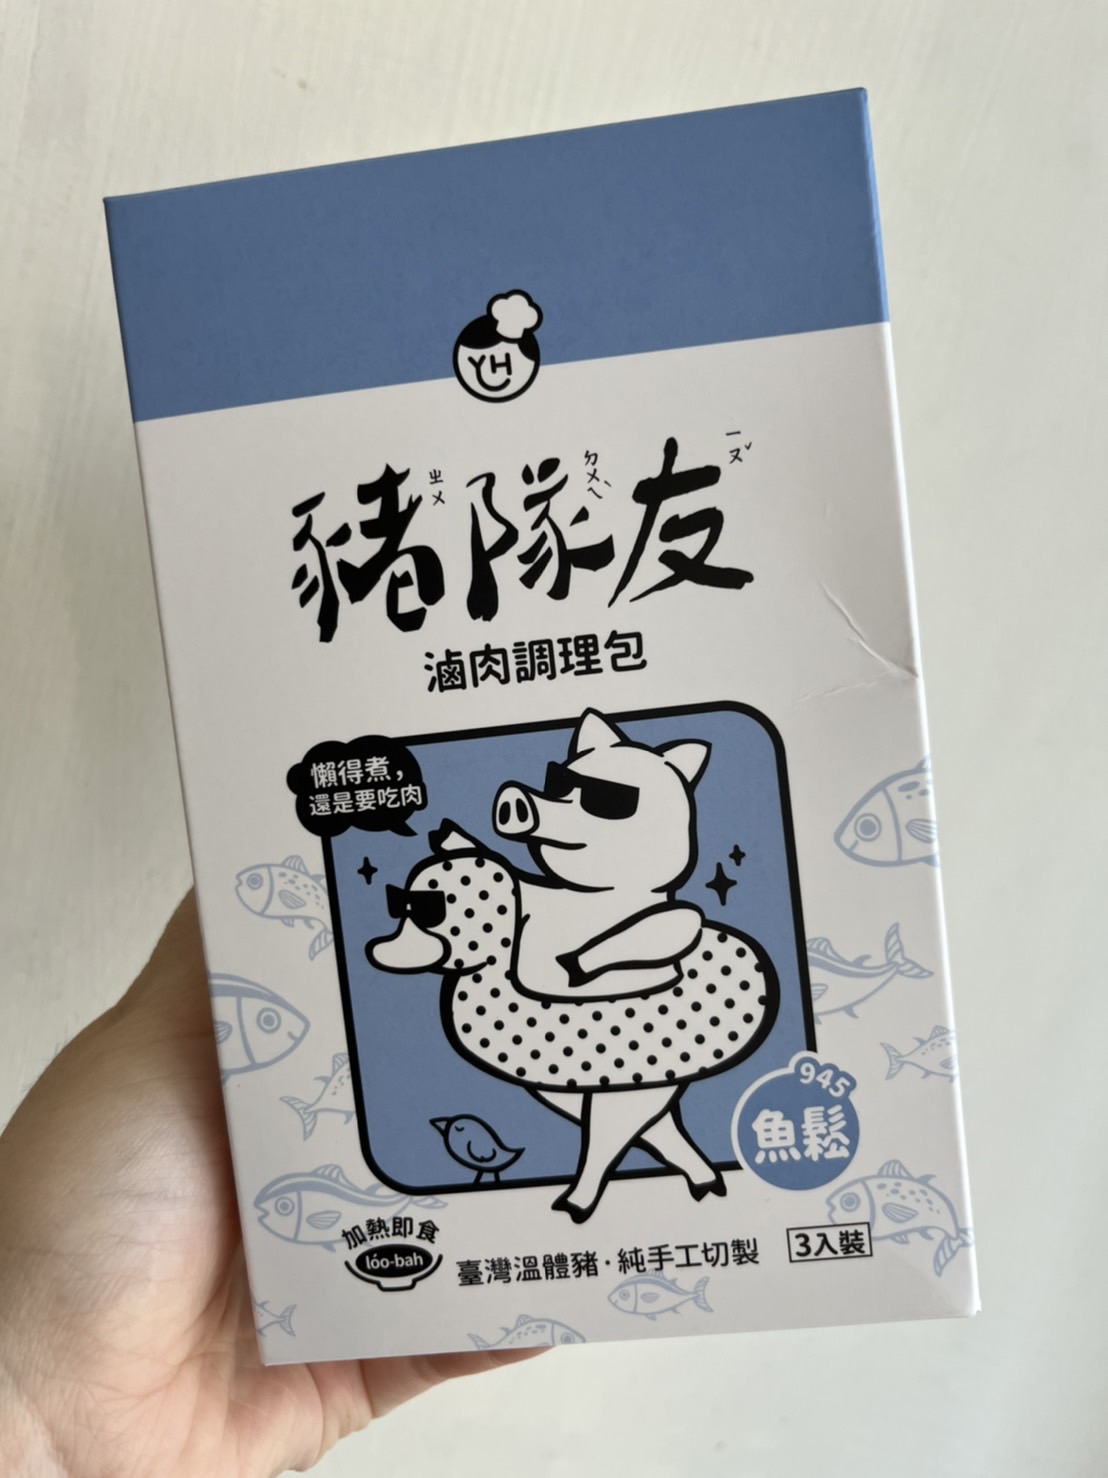 YH
豬隊友
ㄓㄨ ㄉㄨㄟˋ ㄧㄡˇ
滷肉調理包
懶得煮，
還是要吃肉
945
魚鬆
加熱即食
lóo-bah
臺灣溫體豬·純手工切製
3入裝